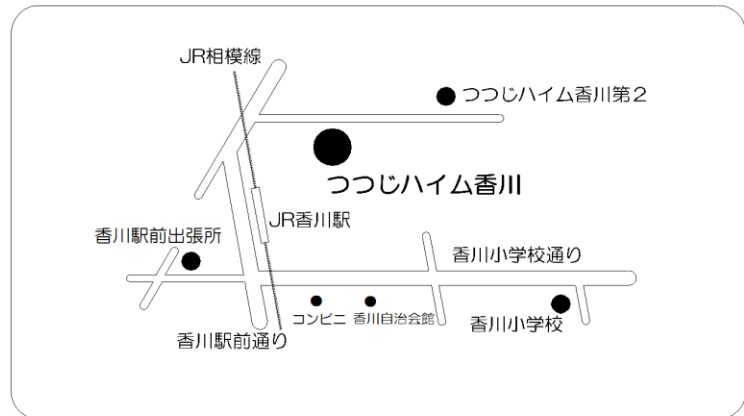 JR相模線
つつじハイム香川第２
つつじハイム香川
JR香川駅
香川駅前出張所
香川小学校通り
コンビニ
香川自治会館
香川小学校
香川駅前通り